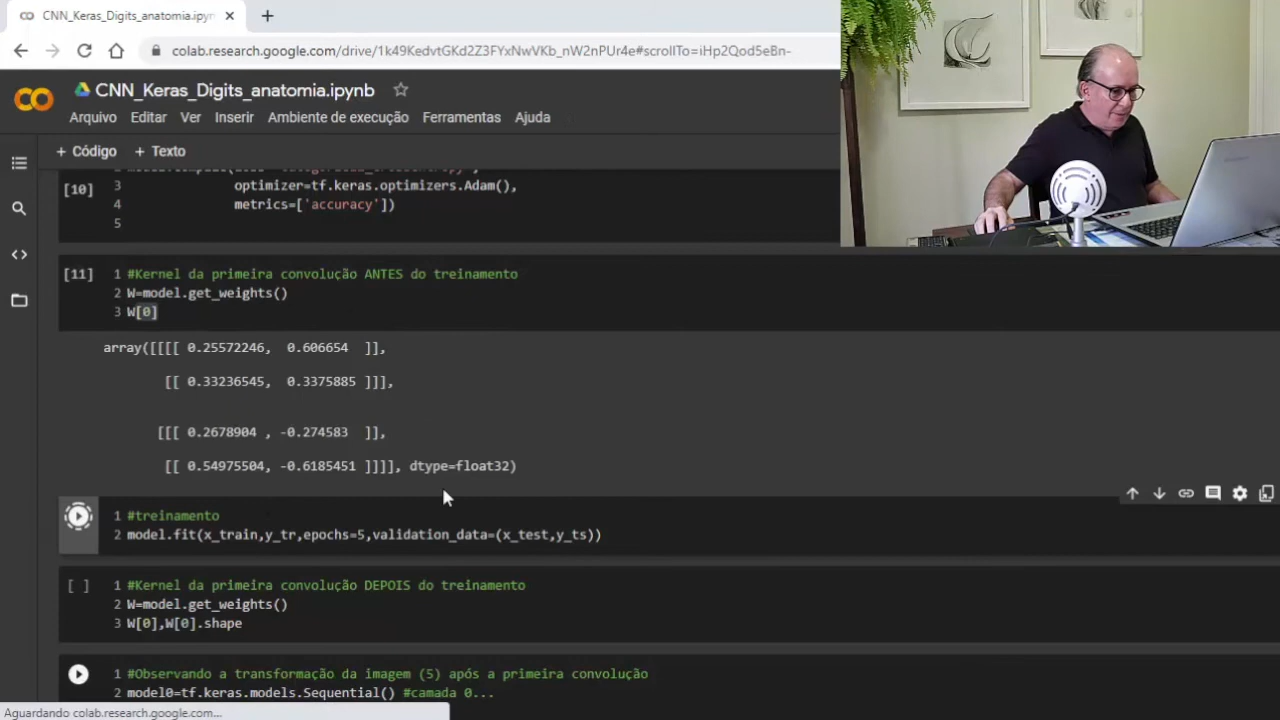 CNN_Keras_Digits_anatomia.ipyn
colab.research.google.com/drive/1k49KedvtGKd2Z3FYxNwVKb_nW2nPUr4e#scrollTo=iHp2Qod5eBn-
CNN_Keras_Digits_anatomia.ipynb
Arquivo Editar Ver Inserir Ambiente de execução Ferramentas Ajuda
+ Código + Texto
[10] 3 optimizer=tf.keras.optimizers.Adam(),
4 metrics=['accuracy'])
5
[11] 1 #Kernel da primeira convolução ANTES do treinamento
2 W=model.get_weights()
3 W[0]
array([[[[ 0.25572246, 0.606654 ]],
[[ 0.33236545, 0.3375885 ]]],
[[[ 0.2678904 , -0.274583 ]],
[[ 0.54975504, -0.6185451 ]]]], dtype=float32)
1 #treinamento
2 model.fit(x_train,y_tr,epochs=5,validation_data=(x_test,y_ts))
[ ] 1 #Kernel da primeira convolução DEPOIS do treinamento
2 W=model.get_weights()
3 W[0],W[0].shape
1 #Observando a transformação da imagem (5) após a primeira convolução
2 model0=tf.keras.models.Sequential() #camada 0...
Aguardando colab.research.google.com...